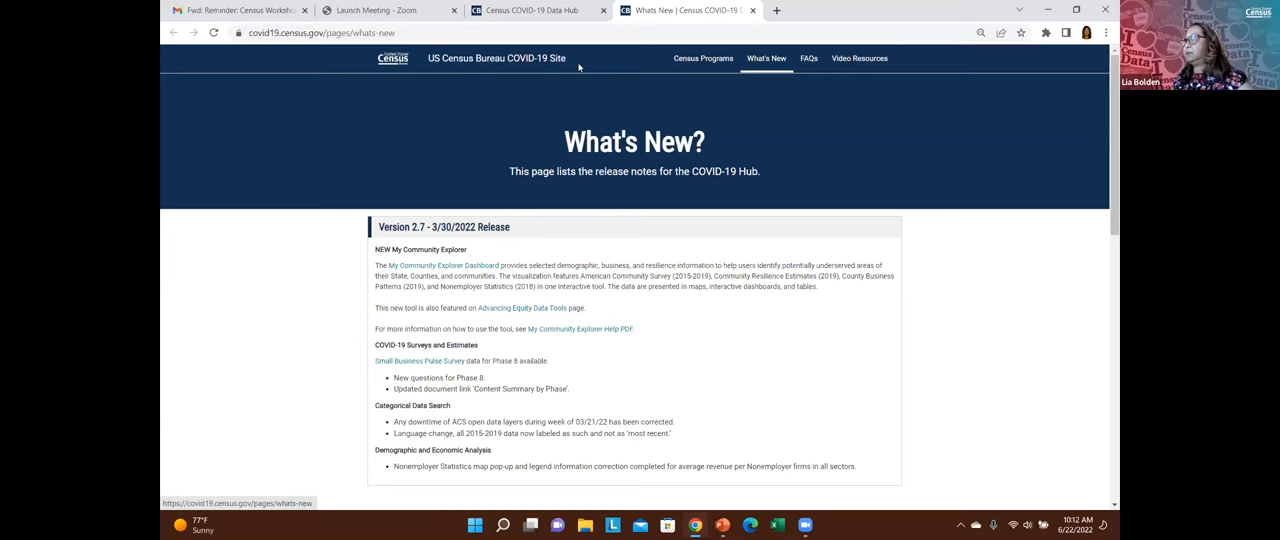 Fwd: Reminder: Census Worksho
Launch Meeting - Zoom
Census COVID-19 Data Hub
Whats New | Census COVID-19 D
covid19.census.gov/pages/whats-new
United States
Census
Bureau
US Census Bureau COVID-19 Site
Census Programs
What's New
FAQs
Video Resources
What's New?
This page lists the release notes for the COVID-19 Hub.
Version 2.7 - 3/30/2022 Release
NEW My Community Explorer
The My Community Explorer Dashboard provides selected demographic, business, and resilience information to help users identify potentially underserved areas of
their State, Counties, and communities. The visualization features American Community Survey (2015-2019), Community Resilience Estimates (2019), County Business
Patterns (2019), and Nonemployer Statistics (2018) in one interactive tool. The data are presented in maps, interactive dashboards, and tables.
This new tool is also featured on Advancing Equity Data Tools page.
For more information on how to use the tool, see My Community Explorer Help PDF.
COVID-19 Surveys and Estimates
Small Business Pulse Survey data for Phase 8 available.
• New questions for Phase 8.
• Updated document link 'Content Summary by Phase'.
Categorical Data Search
• Any downtime of ACS open data layers during week of 03/21/22 has been corrected.
• Language change, all 2015-2019 data now labeled as such and not as 'most recent.'
Demographic and Economic Analysis
• Nonemployer Statistics map pop-up and legend information correction completed for average revenue per Nonemployer firms in all sectors.
https://covid19.census.gov/pages/whats-new
77°F
Sunny
10:12 AM
6/22/2022
Census
Lia Bolden